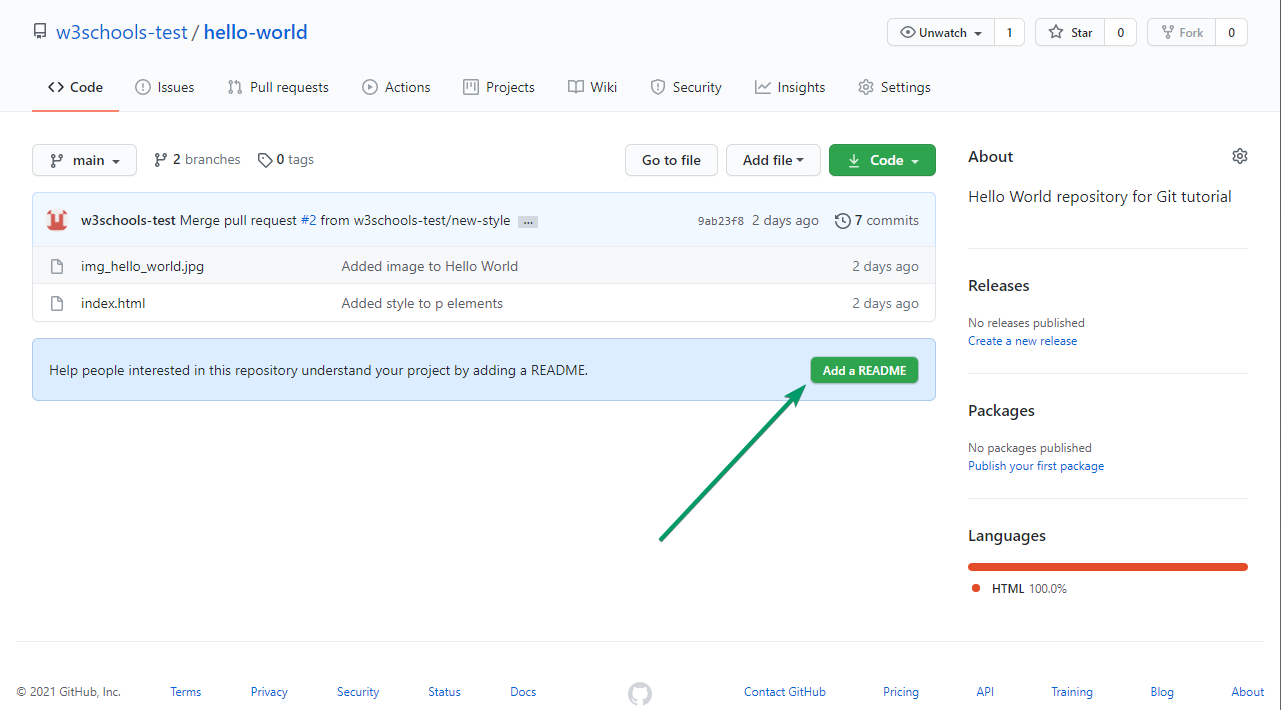 w3schools-test / hello-world
Unwatch 1
Star 0
Fork 0
Code Issues Pull requests Actions Projects Wiki Security Insights Settings
main 2 branches 0 tags Go to file Add file Code
About
Hello World repository for Git tutorial
w3schools-test Merge pull request #2 from w3schools-test/new-style ... 9ab23f8 2 days ago 7 commits
img_hello_world.jpg Added image to Hello World 2 days ago
index.html Added style to p elements 2 days ago
Help people interested in this repository understand your project by adding a README. Add a README
Releases
No releases published
Create a new release
Packages
No packages published
Publish your first package
Languages
HTML 100.0%
© 2021 GitHub, Inc. Terms Privacy Security Status Docs Contact GitHub Pricing API Training Blog About